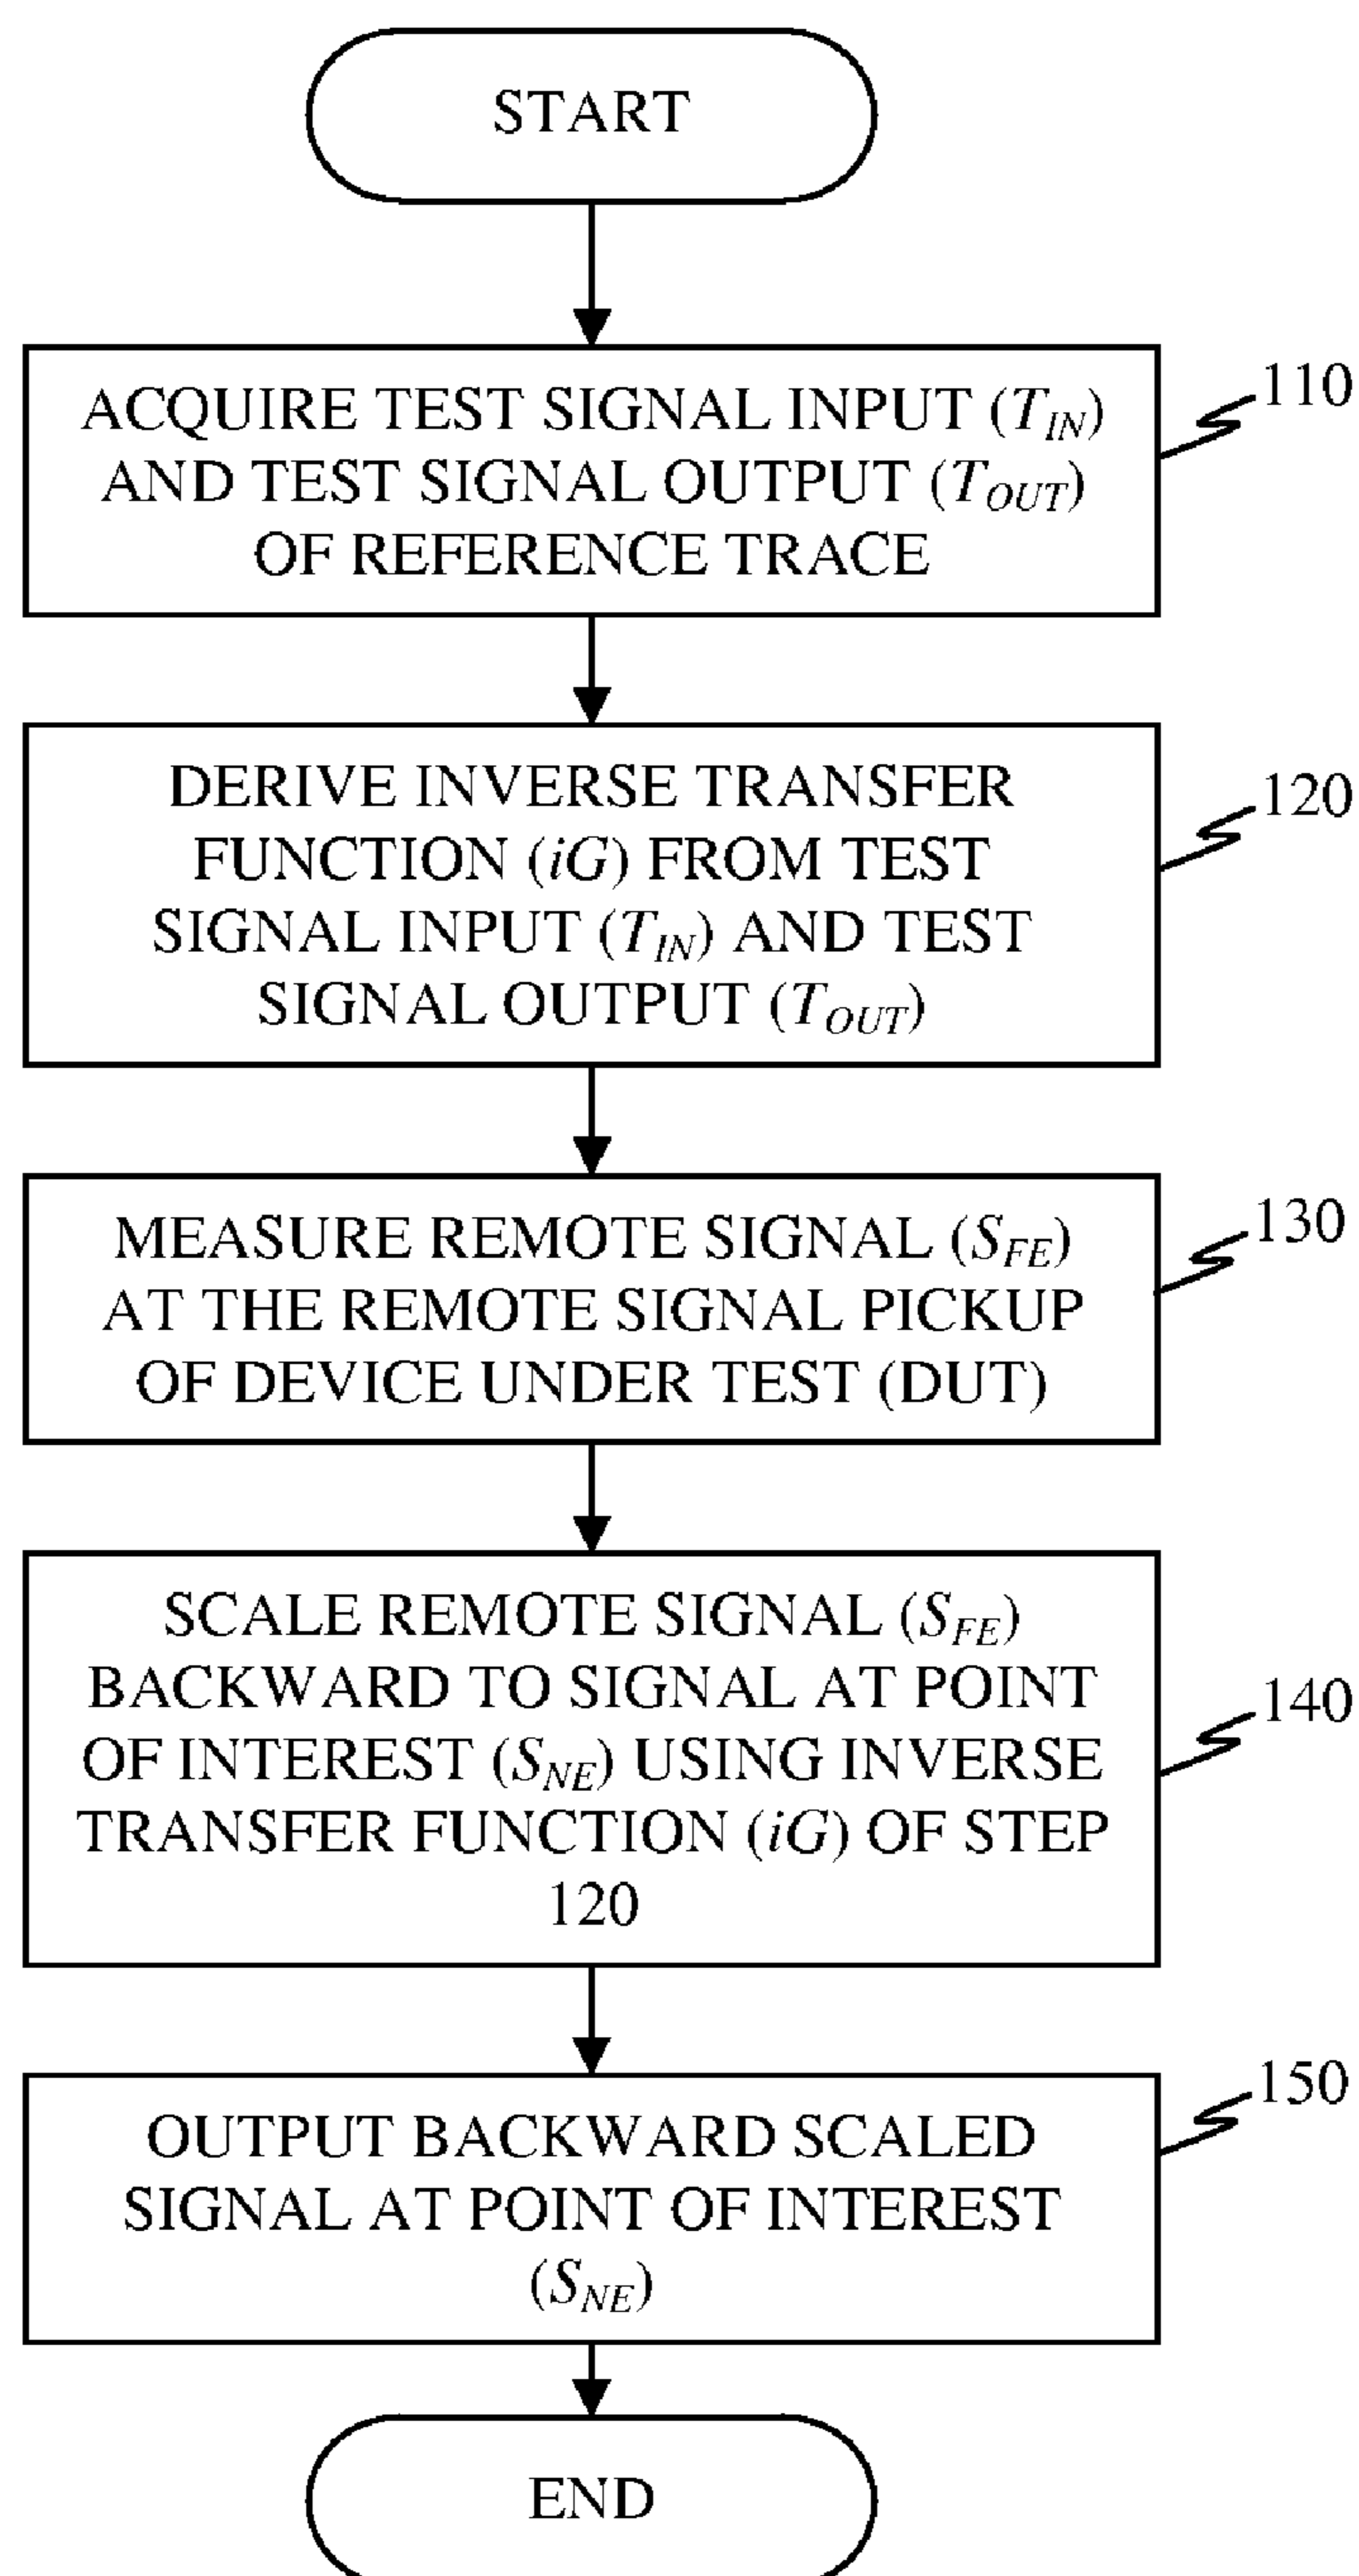 START
ACQUIRE TEST SIGNAL INPUT (T_IN)
AND TEST SIGNAL OUTPUT (T_OUT)
OF REFERENCE TRACE
110
DERIVE INVERSE TRANSFER
FUNCTION (iG) FROM TEST
SIGNAL INPUT (T_IN) AND TEST
SIGNAL OUTPUT (T_OUT)
120
MEASURE REMOTE SIGNAL (S_FE)
AT THE REMOTE SIGNAL PICKUP
OF DEVICE UNDER TEST (DUT)
130
SCALE REMOTE SIGNAL (S_FE)
BACKWARD TO SIGNAL AT POINT
OF INTEREST (S_NE) USING INVERSE
TRANSFER FUNCTION (iG) OF STEP
120
140
OUTPUT BACKWARD SCALED
SIGNAL AT POINT OF INTEREST
(S_NE)
150
END